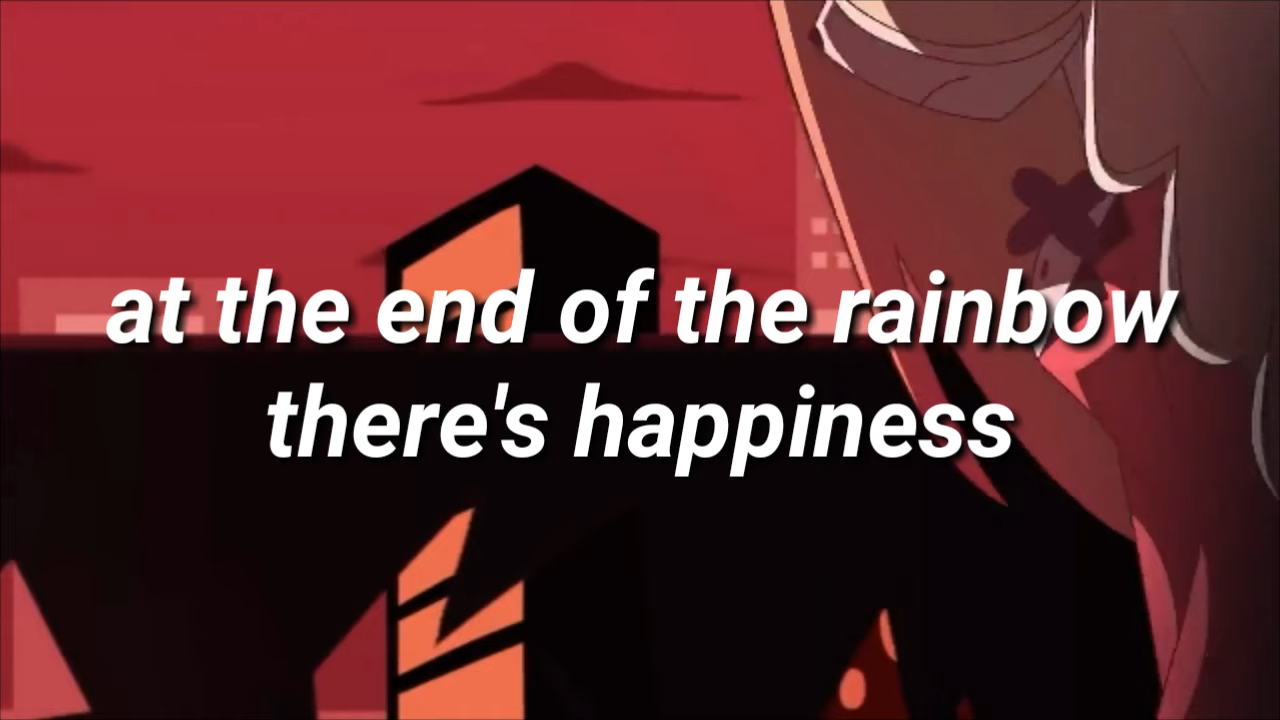 at the end of the rainbow
there's happiness